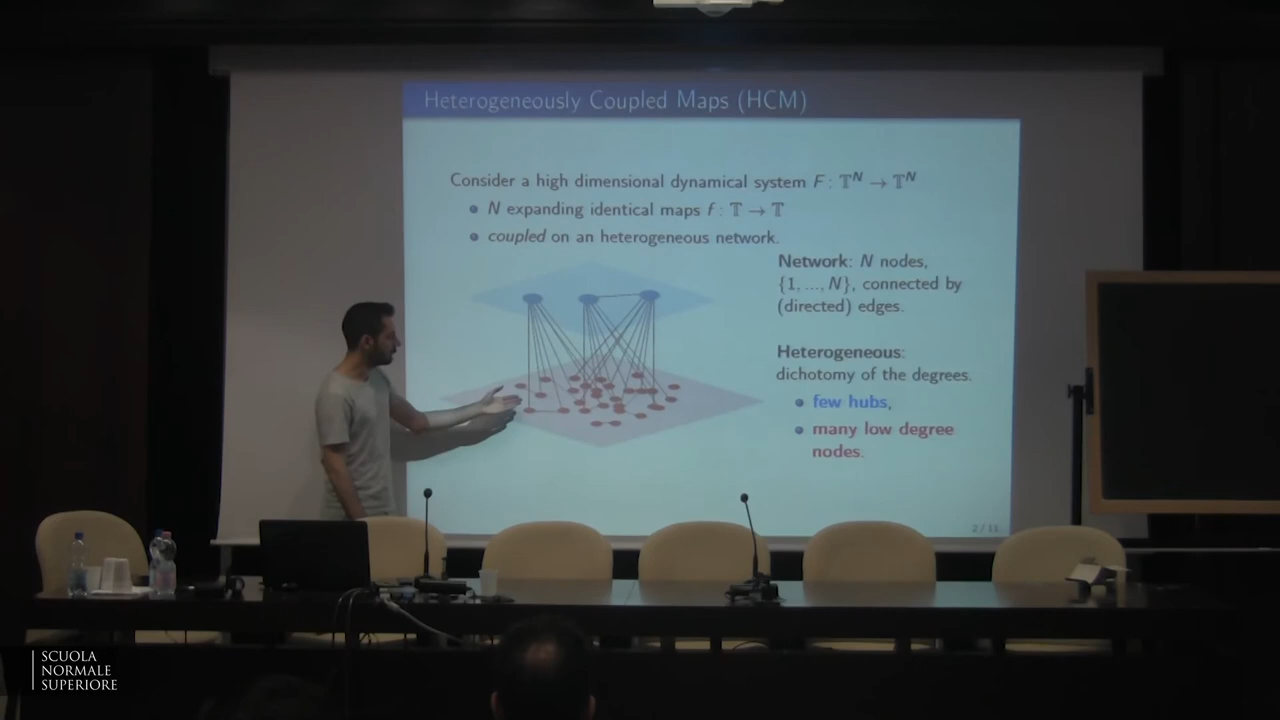 Heterogeneously Coupled Maps (HCM)
Consider a high dimensional dynamical system F : 𝕋ᴺ → 𝕋ᴺ
N expanding identical maps f : 𝕋 → 𝕋
coupled on an heterogeneous network.
Network: N nodes,
{1, ..., N}, connected by
(directed) edges.
Heterogeneous:
dichotomy of the degrees.
few hubs,
many low degree
nodes.
2 / 11
SCUOLA
NORMALE
SUPERIORE